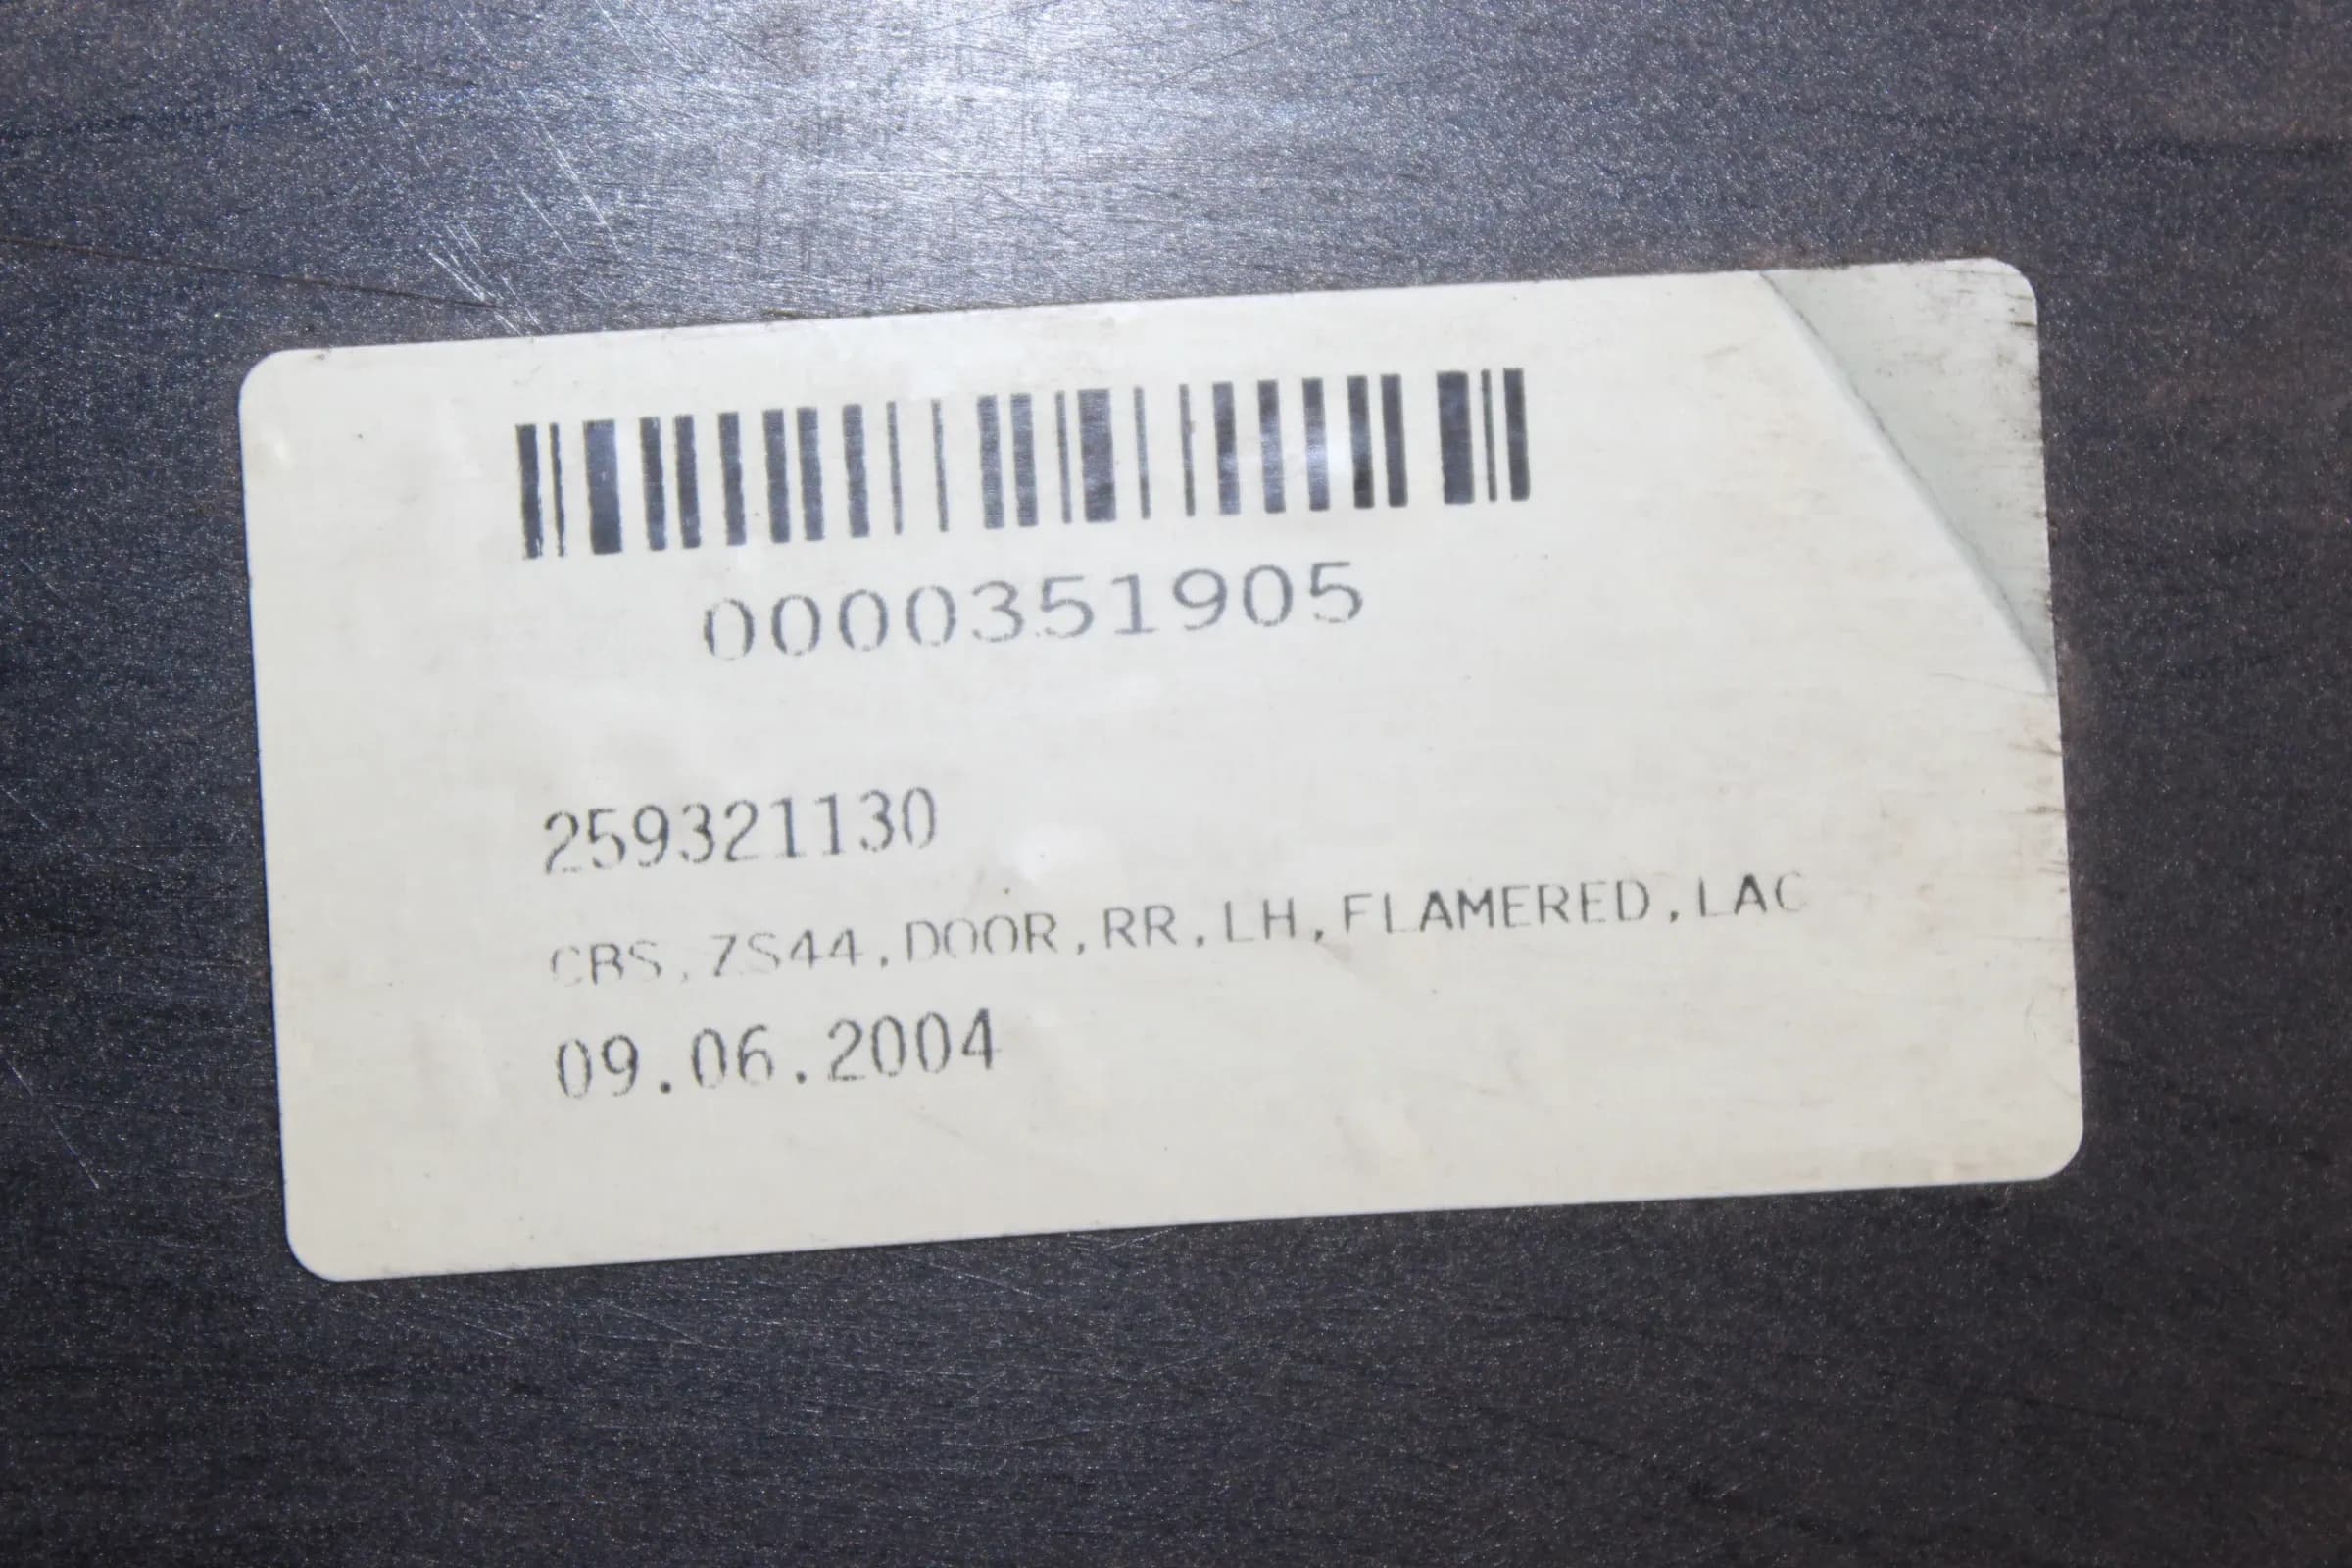 0000351905
259321130
CBS,7S44,DOOR,RR,LH,FLAMERED,LAC
09.06.2004